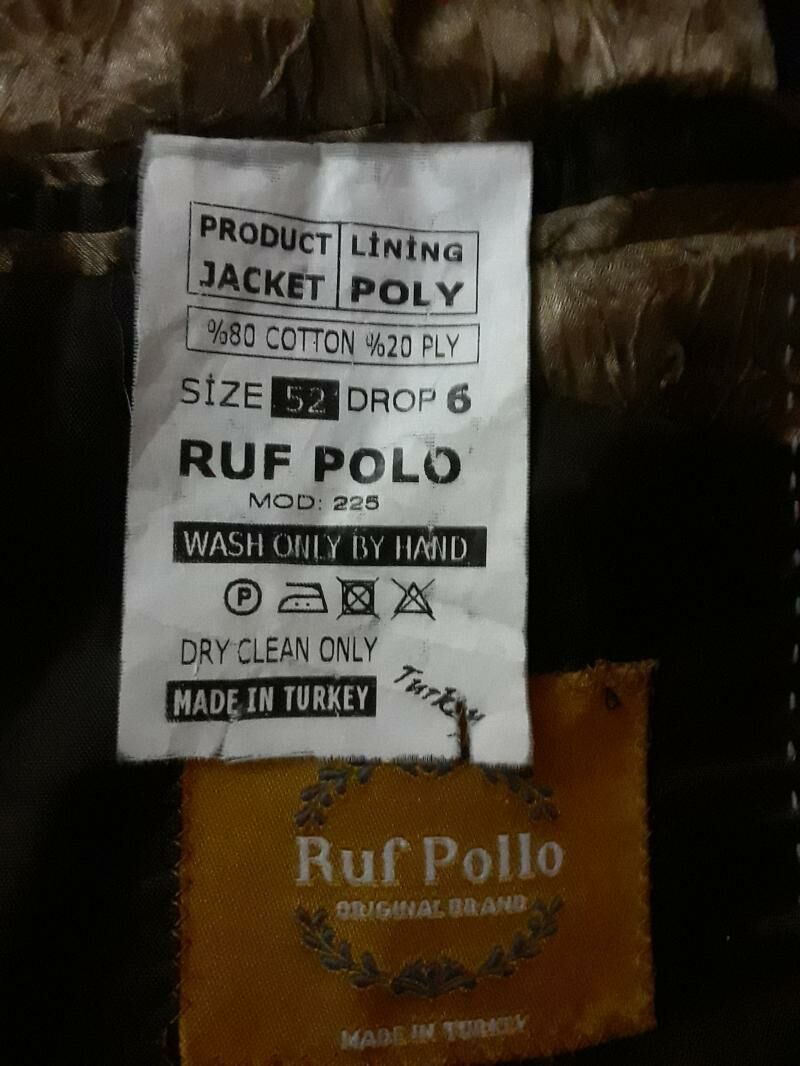 PRODUCT LİNİNG
JACKET POLY
%80 COTTON %20 PLY
SİZE 52 DROP 6
RUF POLO
MOD: 225
WASH ONLY BY HAND
P
DRY CLEAN ONLY
MADE IN TURKEY Turkey
Ruf Pollo
ORIGINAL BRAND
MADE IN TURKEY